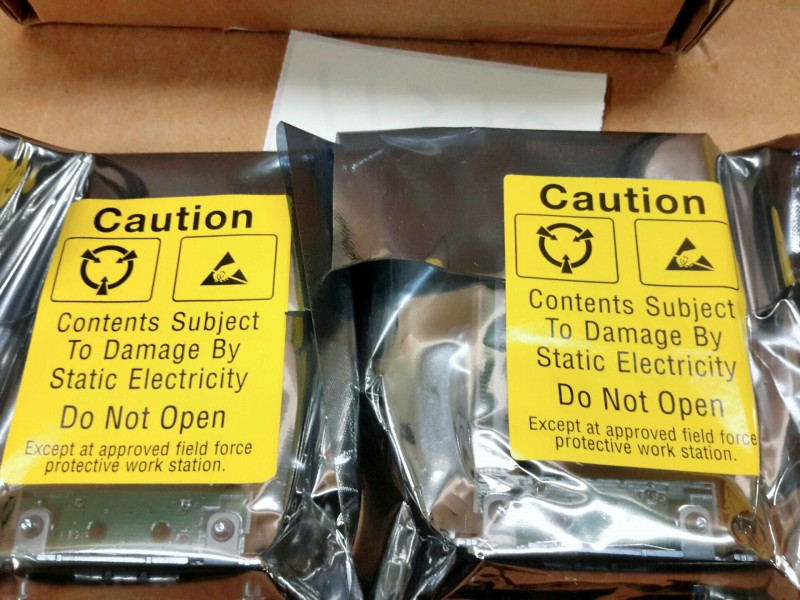 Caution
Contents Subject
To Damage By
Static Electricity
Do Not Open
Except at approved field force
protective work station.
Caution
Contents Subject
To Damage By
Static Electricity
Do Not Open
Except at approved field force
protective work station.